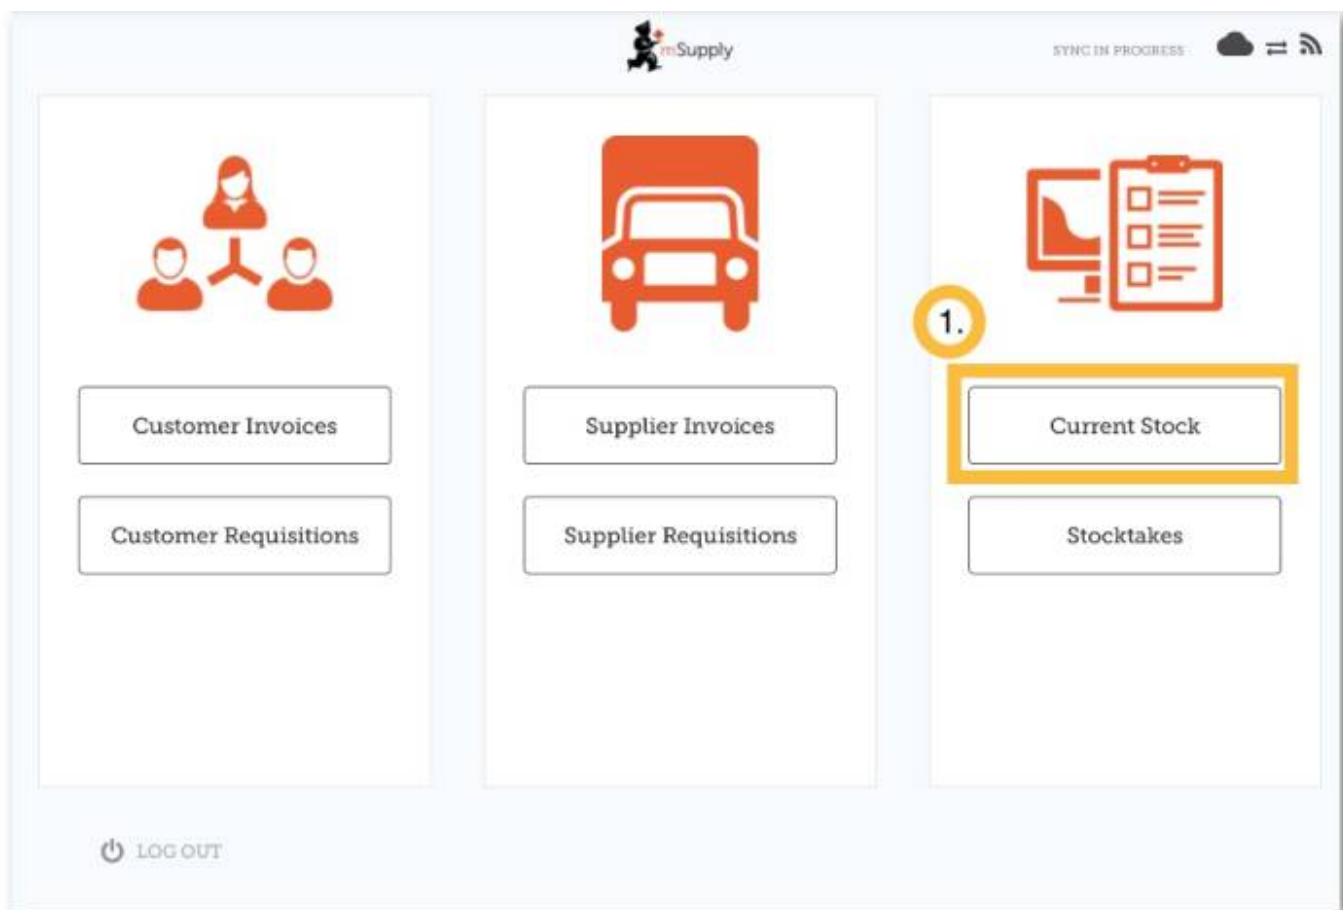 mSupply
SYNC IN PROGRESS
1.
Customer Invoices
Supplier Invoices
Current Stock
Customer Requisitions
Supplier Requisitions
Stocktakes
LOG OUT